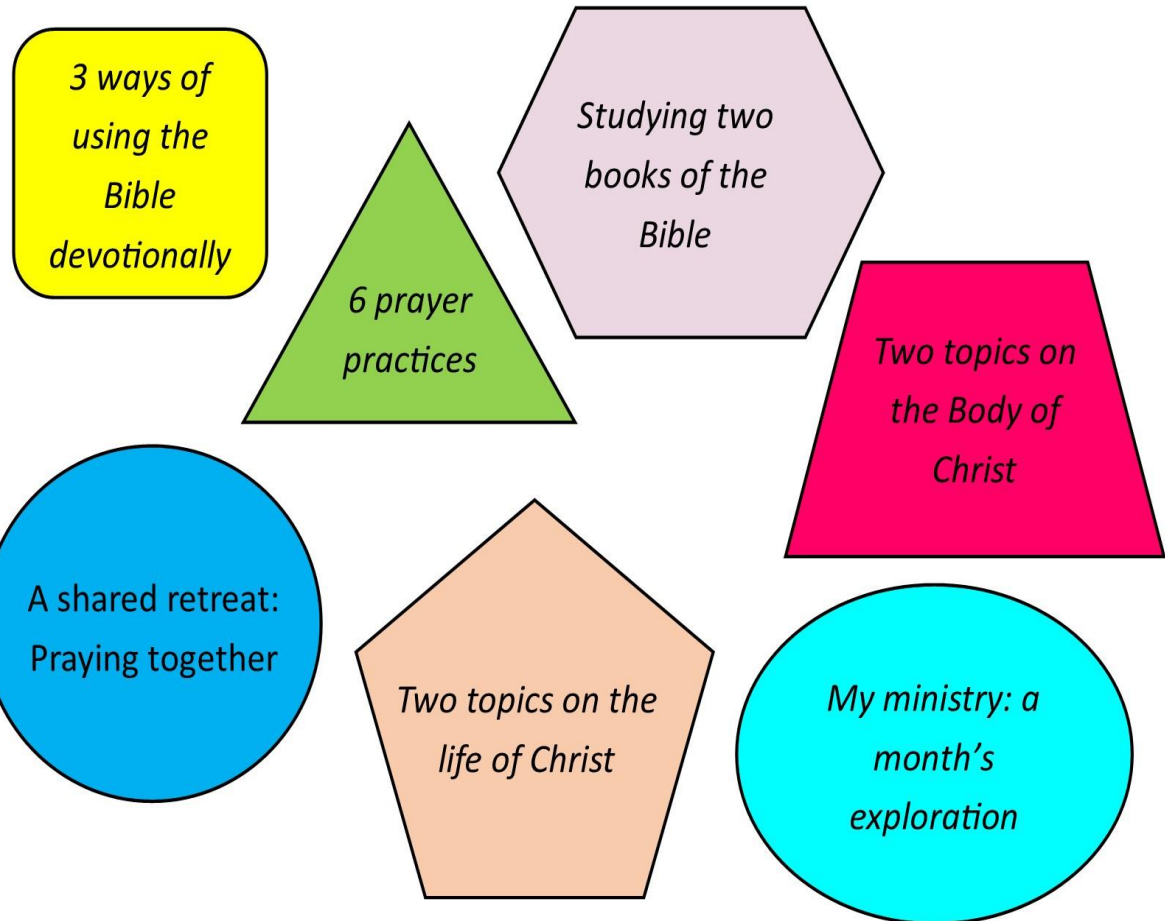 3 ways of
using the
Bible
devotionally
6 prayer
practices
Studying two
books of the
Bible
Two topics on
the Body of
Christ
A shared retreat:
Praying together
Two topics on the
life of Christ
My ministry: a
month’s
exploration